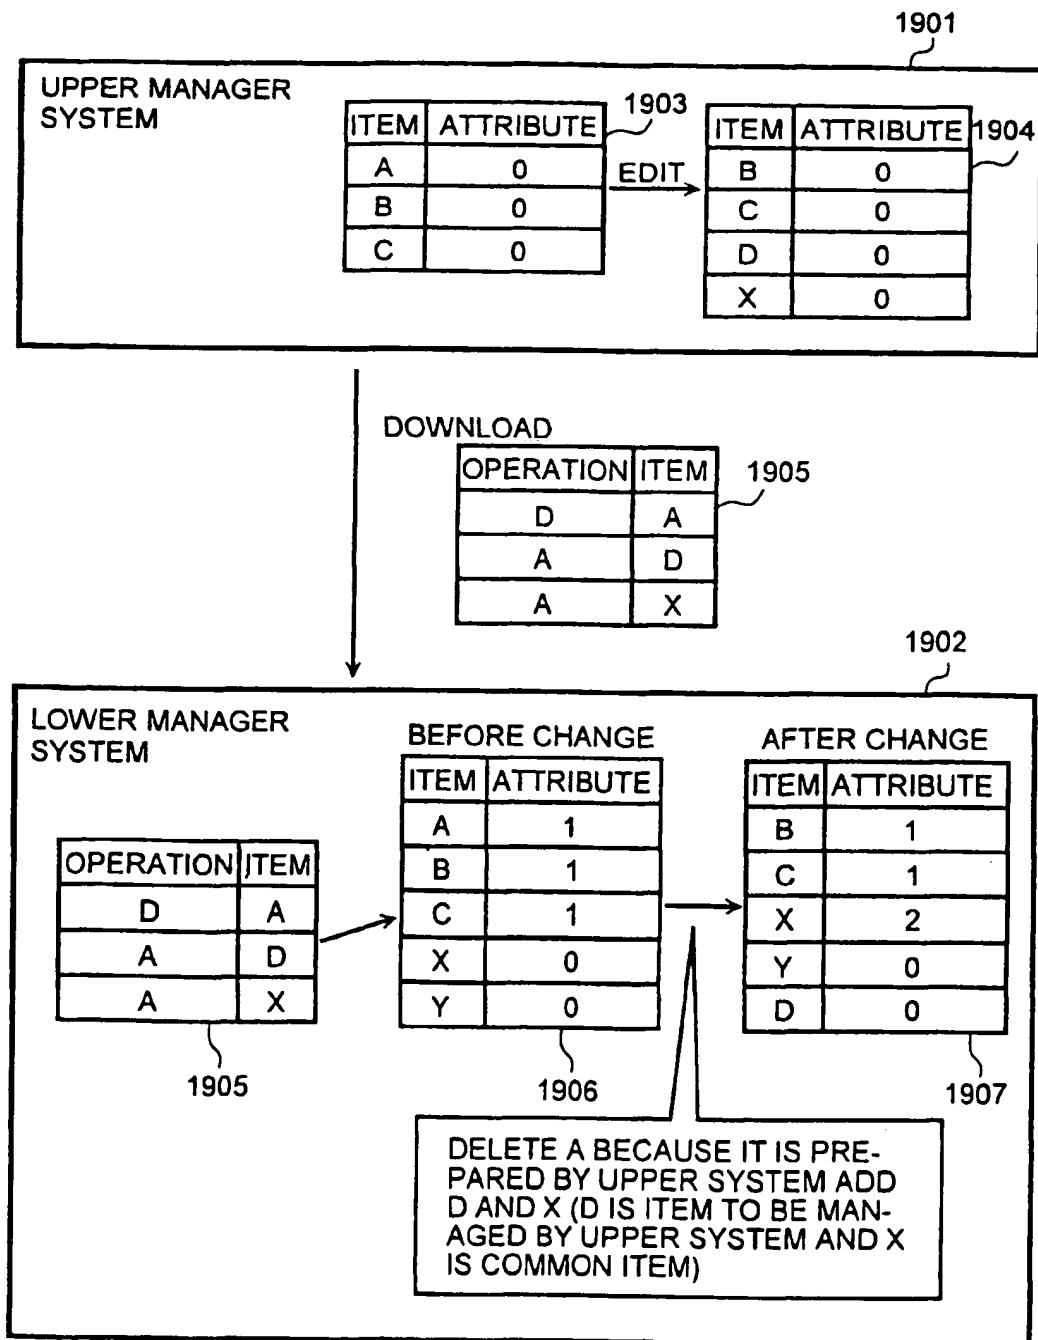 1901
UPPER MANAGER
SYSTEM
1903
ITEM ATTRIBUTE
A 0
B 0
C 0
EDIT
1904
ITEM ATTRIBUTE
B 0
C 0
D 0
X 0
DOWNLOAD
OPERATION ITEM
D A
A D
A X
1905
1902
LOWER MANAGER
SYSTEM
OPERATION ITEM
D A
A D
A X
1905
BEFORE CHANGE
ITEM ATTRIBUTE
A 1
B 1
C 1
X 0
Y 0
1906
AFTER CHANGE
ITEM ATTRIBUTE
B 1
C 1
X 2
Y 0
D 0
1907
DELETE A BECAUSE IT IS PRE-
PARED BY UPPER SYSTEM ADD
D AND X (D IS ITEM TO BE MAN-
AGED BY UPPER SYSTEM AND X
IS COMMON ITEM)